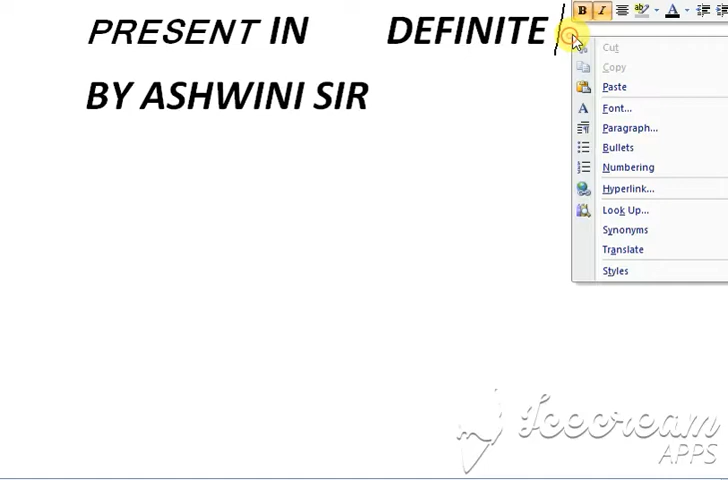 PRESENT IN DEFINITE
BY ASHWINI SIR
B I ab A
Cut
Copy
Paste
Font...
Paragraph...
Bullets
Numbering
Hyperlink...
Look Up...
Synonyms
Translate
Styles
Icecream
APPS